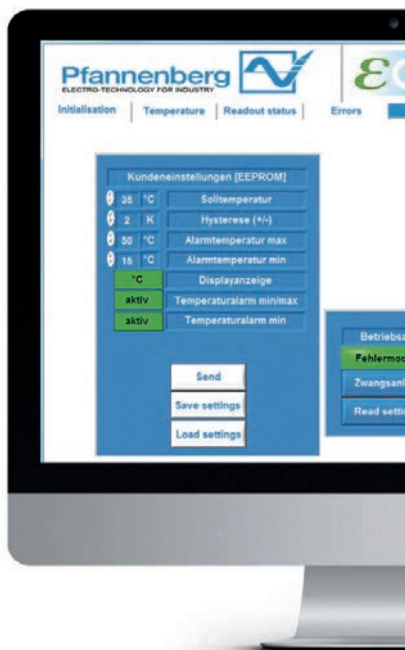 Pfannenberg
ELECTRO-TECHNOLOGY FOR INDUSTRY
ε
Initialisation Temperature Readout status Errors
Kundeneinstellungen [EEPROM]
35 °C Solltemperatur
2 K Hysterese (+/-)
50 °C Alarmtemperatur max
15 °C Alarmtemperatur min
°C Displayanzeige
aktiv Temperaturalarm min/max
aktiv Temperaturalarm min
Send
Save settings
Load settings